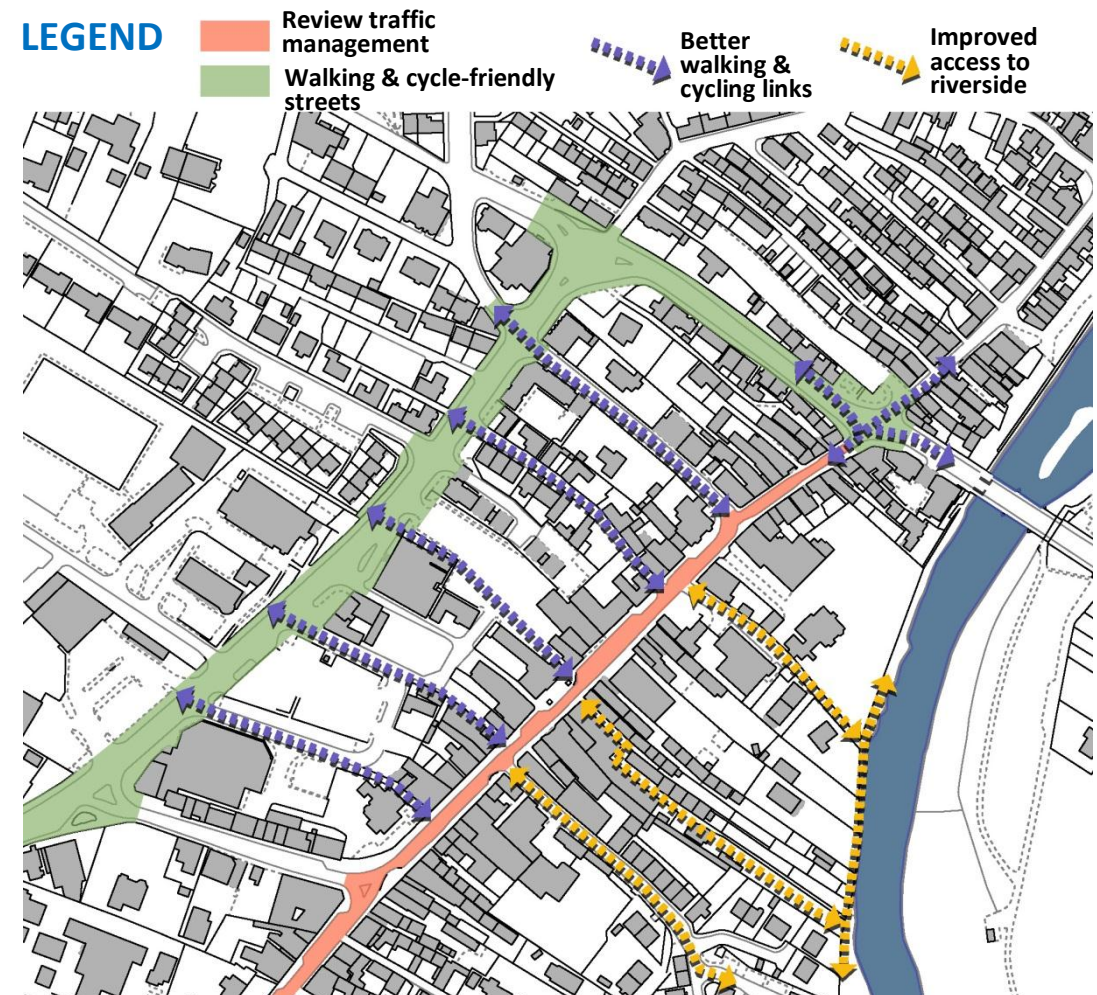 LEGEND
Review traffic
management
Walking & cycle-friendly
streets
Better
walking &
cycling links
Improved
access to
riverside